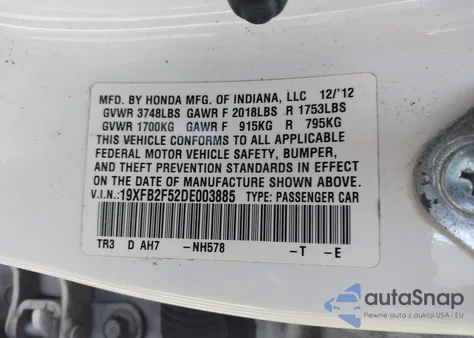 MFD. BY HONDA MFG. OF INDIANA, LLC 12/'12
GVWR 3748LBS GAWR F 2018LBS R 1753LBS
GVWR 1700KG GAWR F 915KG R 795KG
THIS VEHICLE CONFORMS TO ALL APPLICABLE
FEDERAL MOTOR VEHICLE SAFETY, BUMPER,
AND THEFT PREVENTION STANDARDS IN EFFECT
ON THE DATE OF MANUFACTURE SHOWN ABOVE.
V.I.N.:19XFB2F52DE003885 TYPE: PASSENGER CAR
TR3 D AH7 -NH578 -T -E
autoSnap
Pewne auta z aukcji USA i EU